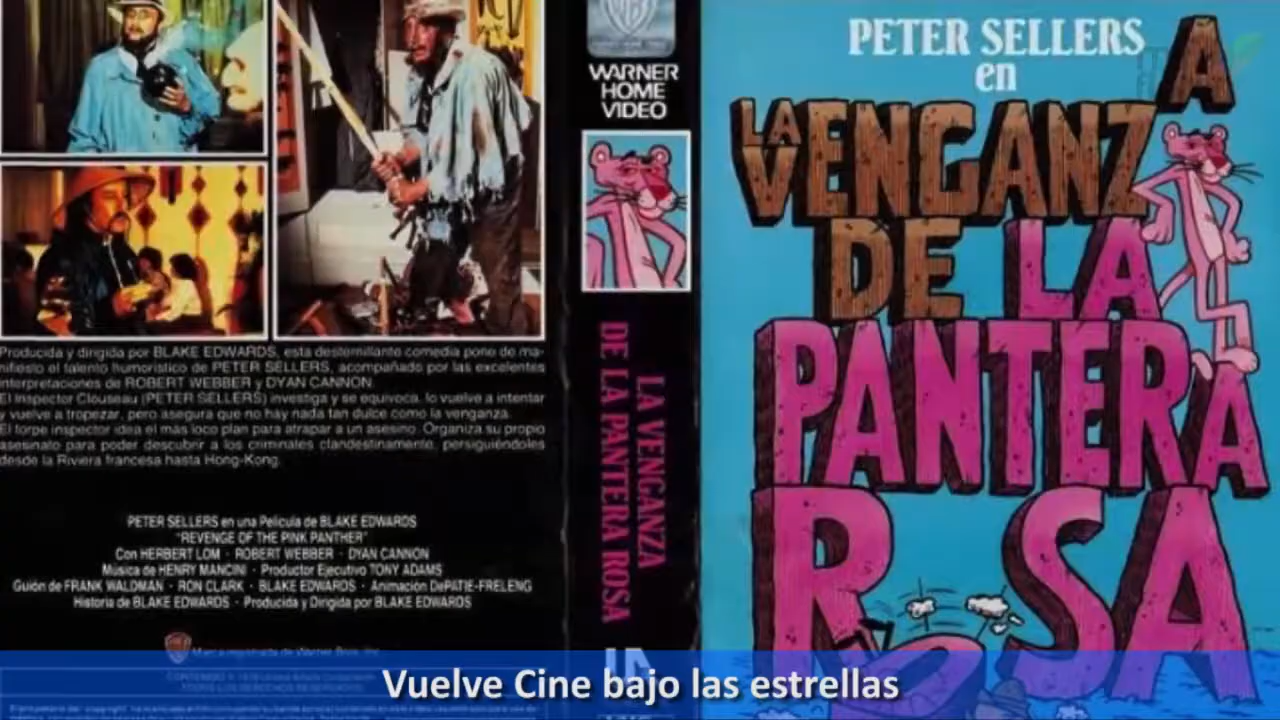 Producida y dirigida por BLAKE EDWARDS, esta desternillante comedia pone de ma-
nifiesto el talento humorístico de PETER SELLERS, acompañado por las excelentes
interpretaciones de ROBERT WEBBER y DYAN CANNON.
El Inspector Clouseau (PETER SELLERS) investiga y se equivoca, lo vuelve a intentar
y vuelve a tropezar, pero asegura que no hay nada tan dulce como la venganza.
El torpe inspector idea el más loco plan para atrapar a un asesino. Organiza su propio
asesinato para poder descubrir a los criminales clandestinamente, persiguiéndoles
desde la Riviera francesa hasta Hong-Kong.
PETER SELLERS en una Película de BLAKE EDWARDS
"REVENGE OF THE PINK PANTHER"
Con HERBERT LOM · ROBERT WEBBER · DYAN CANNON
Música de HENRY MANCINI · Productor Ejecutivo TONY ADAMS
Guión de FRANK WALDMAN · RON CLARK · BLAKE EDWARDS · Animación DePATIE-FRELENG
Historia de BLAKE EDWARDS · Producida y Dirigida por BLAKE EDWARDS
Marca registrada de Warner Bros. Inc.
WARNER
HOME
VIDEO
LA VENGANZA
DE LA PANTERA ROSA
PETER SELLERS
en
LA VENGANZA
DE LA
PANTERA
ROSA
Vuelve Cine bajo las estrellas